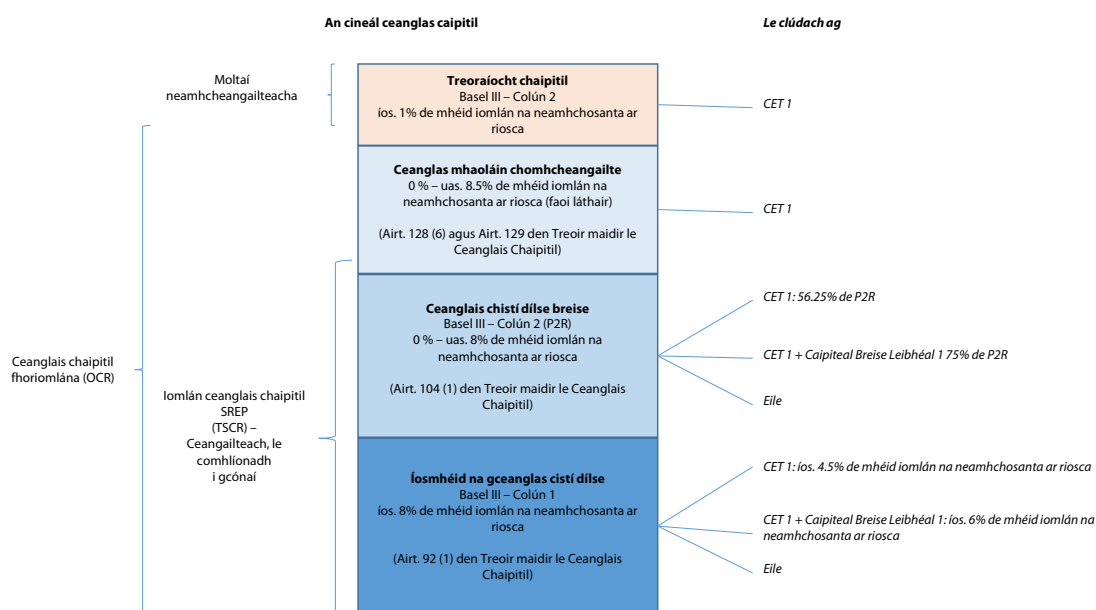 An cineál ceanglas caipitil
Le clúdach ag
Moltaí
neamhcheangailteacha
Treoraíocht chaipitil
Basel III – Colún 2
íos. 1% de mhéid iomlán na neamhchosanta ar
riosca
CET 1
Ceanglas mhaoláin chomhcheangailte
0 % – uas. 8.5% de mhéid iomlán na
neamhchosanta ar riosca (faoi láthair)
(Airt. 128 (6) agus Airt. 129 den Treoir maidir le
Ceanglais Chaipitil)
CET 1
Ceanglais chaipitil
fhoriomlána (OCR)
Iomlán ceanglais chaipitil
SREP
(TSCR) –
Ceangailteach, le
comhlíonadh
i gcónaí
Ceanglais chistí dílse breise
Basel III – Colún 2 (P2R)
0 % – uas. 8% de mhéid iomlán na
neamhchosanta ar riosca
(Airt. 104 (1) den Treoir maidir le Ceanglais
Chaipitil)
CET 1: 56.25% de P2R
CET 1 + Caipiteal Breise Leibhéal 1 75% de P2R
Eile
Íosmhéid na gceanglas cistí dílse
Basel III – Colún 1
íos. 8% de mhéid iomlán na neamhchosanta ar
riosca
(Airt. 92 (1) den Treoir maidir le Ceanglais
Chaipitil)
CET 1: íos. 4.5% de mhéid iomlán na neamhchosanta ar riosca
CET 1 + Caipiteal Breise Leibhéal 1: íos. 6% de mhéid iomlán na
neamhchosanta ar riosca
Eile